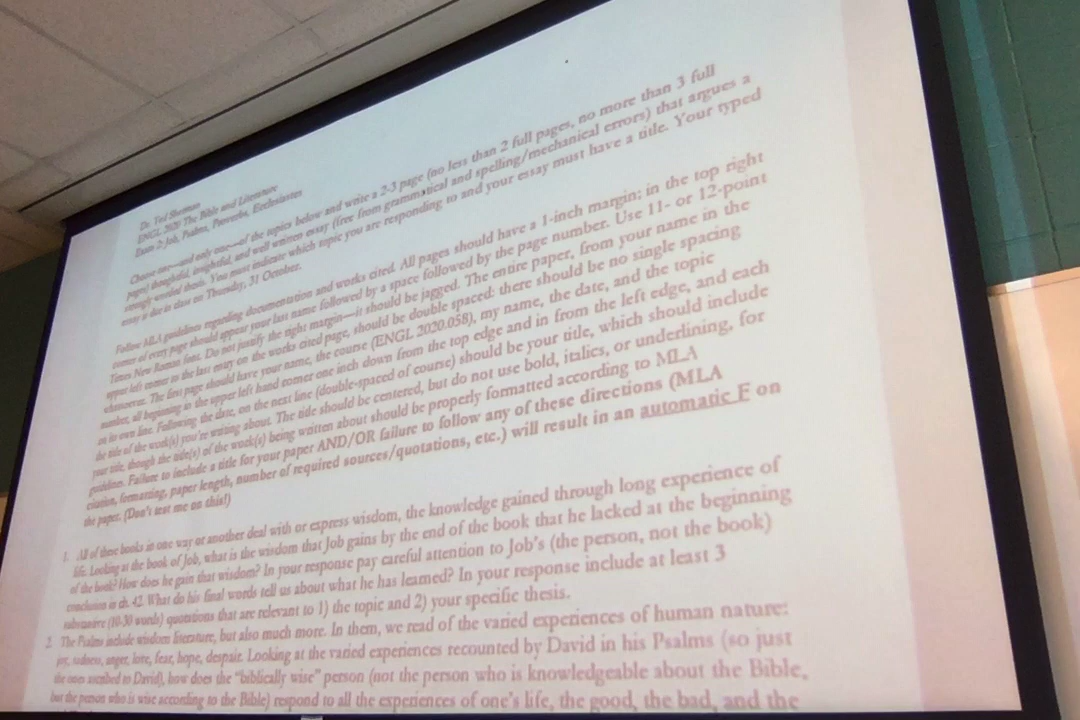 Dr. Ted Sherman
ENGL 2020 The Bible and Literature
Exam 2: Job, Psalms, Proverbs, Ecclesiastes
Choose one—and only one—of the topics below and write a 2-3 page (no less than 2 full pages, no more than 3 full
pages) thoughtful, insightful, and well written essay (free from grammatical and spelling/mechanical errors) that argues a
strongly worded thesis. You must indicate which topic you are responding to and your essay must have a title. Your typed
essay is due in class on Thursday, 31 October.
Follow MLA guidelines regarding documentation and works cited. All pages should have a 1-inch margin; in the top right
corner of every page should appear your last name followed by a space followed by the page number. Use 11- or 12-point
Times New Roman font. Do not justify the right margin—it should be jagged. The entire paper, from your name in the
upper left corner to the last entry on the works cited page, should be double spaced: there should be no single spacing
whatsoever. The first page should have your name, the course (ENGL 2020.058), my name, the date, and the topic
number, all beginning in the upper left hand corner one inch down from the top edge and in from the left edge, and each
on its own line. Following the date, on the next line (double-spaced of course) should be your title, which should include
the title of the work(s) you're writing about. The title should be centered, but do not use bold, italics, or underlining, for
your title, though the title(s) of the work(s) being written about should be properly formatted according to MLA
guidelines. Failure to include a title for your paper AND/OR failure to follow any of these directions (MLA
citation, formatting, paper length, number of required sources/quotations, etc.) will result in an automatic F on
the paper. (Don't test me on this!)
1. All of these books in one way or another deal with or express wisdom, the knowledge gained through long experience of
life. Looking at the book of Job, what is the wisdom that Job gains by the end of the book that he lacked at the beginning
of the book? How does he gain that wisdom? In your response pay careful attention to Job's (the person, not the book)
conclusion in ch. 42. What do his final words tell us about what he has learned? In your response include at least 3
substantive (10-30 words) quotations that are relevant to 1) the topic and 2) your specific thesis.
2. The Psalms include wisdom literature, but also much more. In them, we read of the varied experiences of human nature:
joy, sadness, anger, love, fear, hope, despair. Looking at the varied experiences recounted by David in his Psalms (so just
the ones ascribed to David), how does the "biblically wise" person (not the person who is knowledgeable about the Bible,
but the person who is wise according to the Bible) respond to all the experiences of one's life, the good, the bad, and the